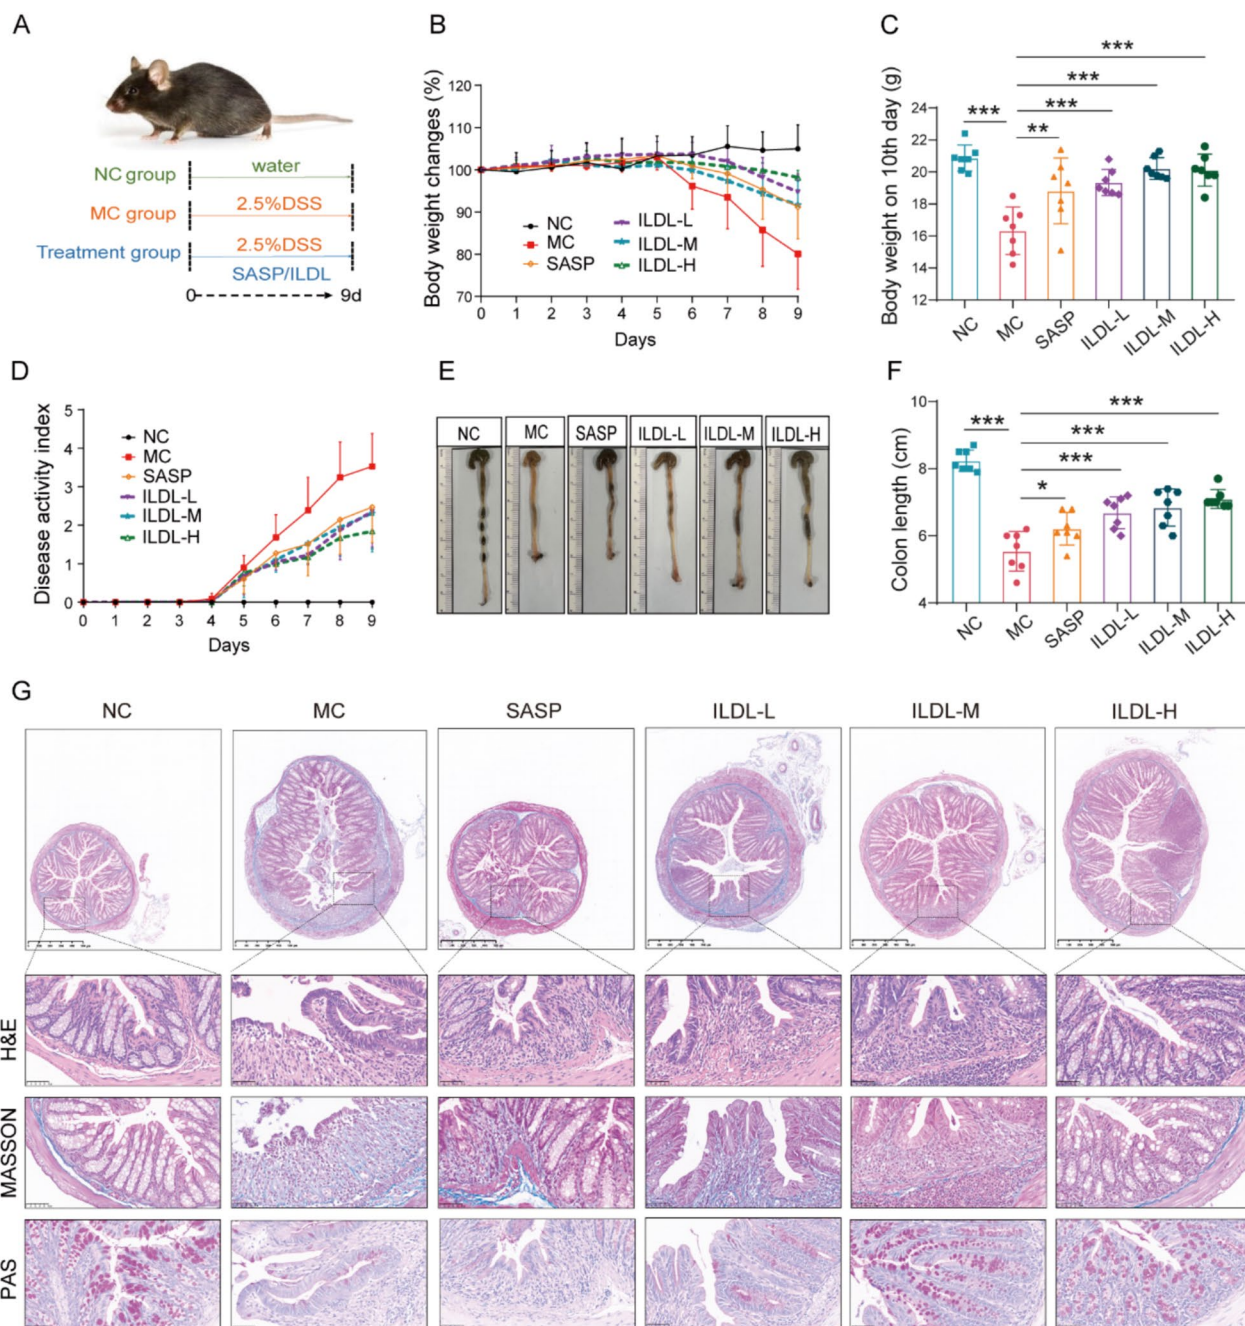 A
NC group
water
MC group
2.5%DSS
Treatment group
2.5%DSS
SASP/ILDL
0
9d
B
Body weight changes (%)
120
110
100
90
80
70
NC
MC
SASP
ILDL-L
ILDL-M
ILDL-H
0 1 2 3 4 5 6 7 8 9
Days
C
Body weight on 10th day (g)
24
22
20
18
16
14
12
***
***
***
**
***
NC MC SASP ILDL-L ILDL-M ILDL-H
D
Disease activity index
5
4
3
2
1
0
NC
MC
SASP
ILDL-L
ILDL-M
ILDL-H
0 1 2 3 4 5 6 7 8 9
Days
E
NC MC SASP ILDL-L ILDL-M ILDL-H
F
Colon length (cm)
10
8
6
4
***
***
***
***
*
NC MC SASP ILDL-L ILDL-M ILDL-H
G
NC MC SASP ILDL-L ILDL-M ILDL-H
H&E
MASSON
PAS